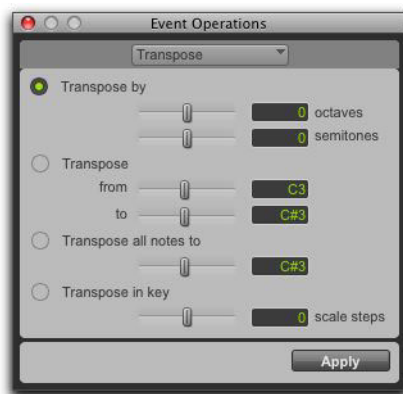 Event Operations
Transpose
Transpose by
0 octaves
0 semitones
Transpose
from C3
to C#3
Transpose all notes to
C#3
Transpose in key
0 scale steps
Apply